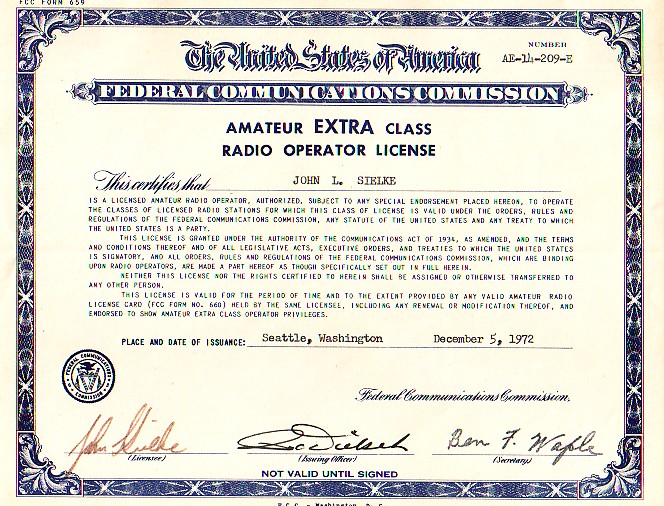 FCC FORM 659
The United States of America
NUMBER
AE-14-209-E
FEDERAL COMMUNICATIONS COMMISSION
AMATEUR EXTRA CLASS
RADIO OPERATOR LICENSE
This certifies that JOHN L. SIELKE
IS A LICENSED AMATEUR RADIO OPERATOR, AUTHORIZED, SUBJECT TO ANY SPECIAL ENDORSEMENT PLACED HEREON, TO OPERATE
THE CLASSES OF LICENSED RADIO STATIONS FOR WHICH THIS CLASS OF LICENSE IS VALID UNDER THE ORDERS, RULES AND
REGULATIONS OF THE FEDERAL COMMUNICATIONS COMMISSION, ANY STATUTE OF THE UNITED STATES AND ANY TREATY TO WHICH
THE UNITED STATES IS A PARTY.
THIS LICENSE IS GRANTED UNDER THE AUTHORITY OF THE COMMUNICATIONS ACT OF 1934, AS AMENDED, AND THE TERMS
AND CONDITIONS THEREOF AND OF ALL LEGISLATIVE ACTS, EXECUTIVE ORDERS, AND TREATIES TO WHICH THE UNITED STATES
IS SIGNATORY, AND ALL ORDERS, RULES AND REGULATIONS OF THE FEDERAL COMMUNICATIONS COMMISSION, WHICH ARE BINDING
UPON RADIO OPERATORS, ARE MADE A PART HEREOF AS THOUGH SPECIFICALLY SET OUT IN FULL HEREIN.
NEITHER THIS LICENSE NOR THE RIGHTS CERTIFIED TO HEREIN SHALL BE ASSIGNED OR OTHERWISE TRANSFERRED TO
ANY OTHER PERSON.
THIS LICENSE IS VALID FOR THE PERIOD OF TIME AND TO THE EXTENT PROVIDED BY ANY VALID AMATEUR RADIO
LICENSE CARD (FCC FORM NO. 660) HELD BY THE SAME LICENSEE, INCLUDING ANY RENEWAL OR MODIFICATION THEREOF, AND
ENDORSED TO SHOW AMATEUR EXTRA CLASS OPERATOR PRIVILEGES.
PLACE AND DATE OF ISSUANCE: Seattle, Washington December 5, 1972
FEDERAL COMMUNICATIONS
COMMISSION
Federal Communications Commission.
John Sielke Ben F. Waple
(Licensee) (Issuing Officer) (Secretary)
NOT VALID UNTIL SIGNED
F.C.C. - Washington, D. C.